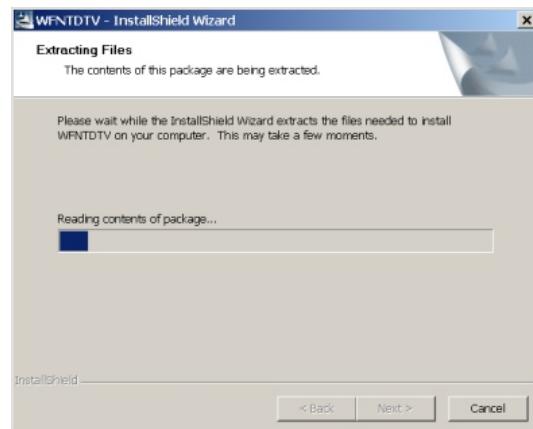 WFNTDTV - InstallShield Wizard
Extracting Files
The contents of this package are being extracted.
Please wait while the InstallShield Wizard extracts the files needed to install
WFNTDTV on your computer. This may take a few moments.
Reading contents of package...
InstallShield
< Back Next > Cancel